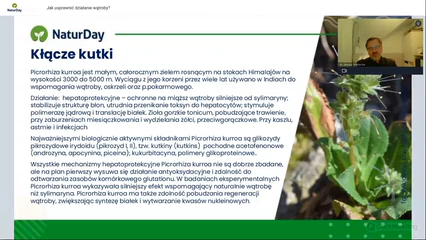 Jak usprawnić działanie wątroby?
NaturDay
NaturDay
Kłącze kutki
Picrorhiza kurroa jest małym, całorocznym zielem rosnącym na stokach Himalajów na
wysokości 3000 do 5000 m. Wyciągu z jego korzeni przez wiele lat używano w Indiach do
wspomagania wątroby, oskrzeli oraz p.pokarmowego.
Działanie: hepatoprotekcyjne – ochronne na miąższ wątroby silniejsze od sylimaryny;
stabilizuje strukturę błon, utrudnia przenikanie toksyn do hepatocytów; stymuluje
polimerazę jądrową i translację białek. Zioła gorzkie tonicum, pobudzające trawienie,
przy zaburzeniach miesiączkowania i wydzielania żółci, przeciwgorączkowe. Przy kaszlu,
astmie i infekcjach
Najważniejszymi biologicznie aktywnymi składnikami Picrorhiza kurroa są glikozydy
pikrozydowe irydoidu (pikrozyd I, II), tzw. kutkiny (kutkins) pochodne acetafenonowe
(androzyna, apocynina, piceina); kukurbitacyna, polimery glikoproteinowe..
Wszystkie mechanizmy hepatoprotekcyjne Picrorhiza kurroa nie są dobrze zbadane,
ale na plan pierwszy wysuwa się działanie antyoksydacyjne i zdolność do
odtwarzania zasobów komórkowego glutationu. W badaniach eksperymentalnych
Picrorhiza kurroa wykazywała silniejszy efekt wspomagający naturalnie wątrobę
niż sylimaryna. Picrorhiza kurroa ma także zdolność pobudzania regeneracji
wątroby, zwiększając syntezę białek i wytwarzanie kwasów nukleinowych.